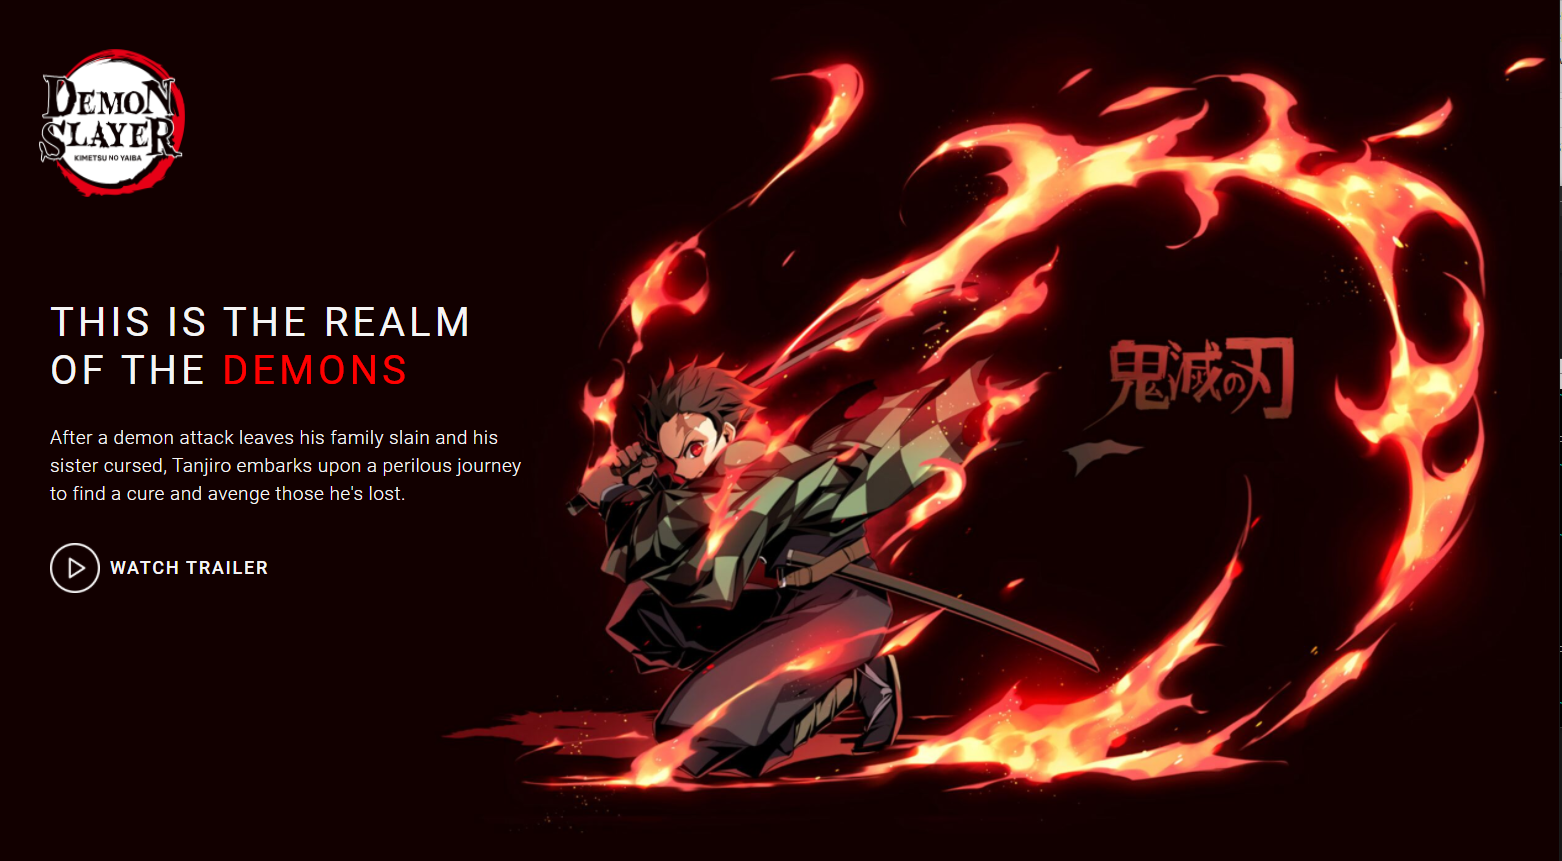 DEMON
SLAYER
KIMETSU NO YAIBA
THIS IS THE REALM
OF THE DEMONS
After a demon attack leaves his family slain and his
sister cursed, Tanjiro embarks upon a perilous journey
to find a cure and avenge those he's lost.
WATCH TRAILER
鬼滅の刃